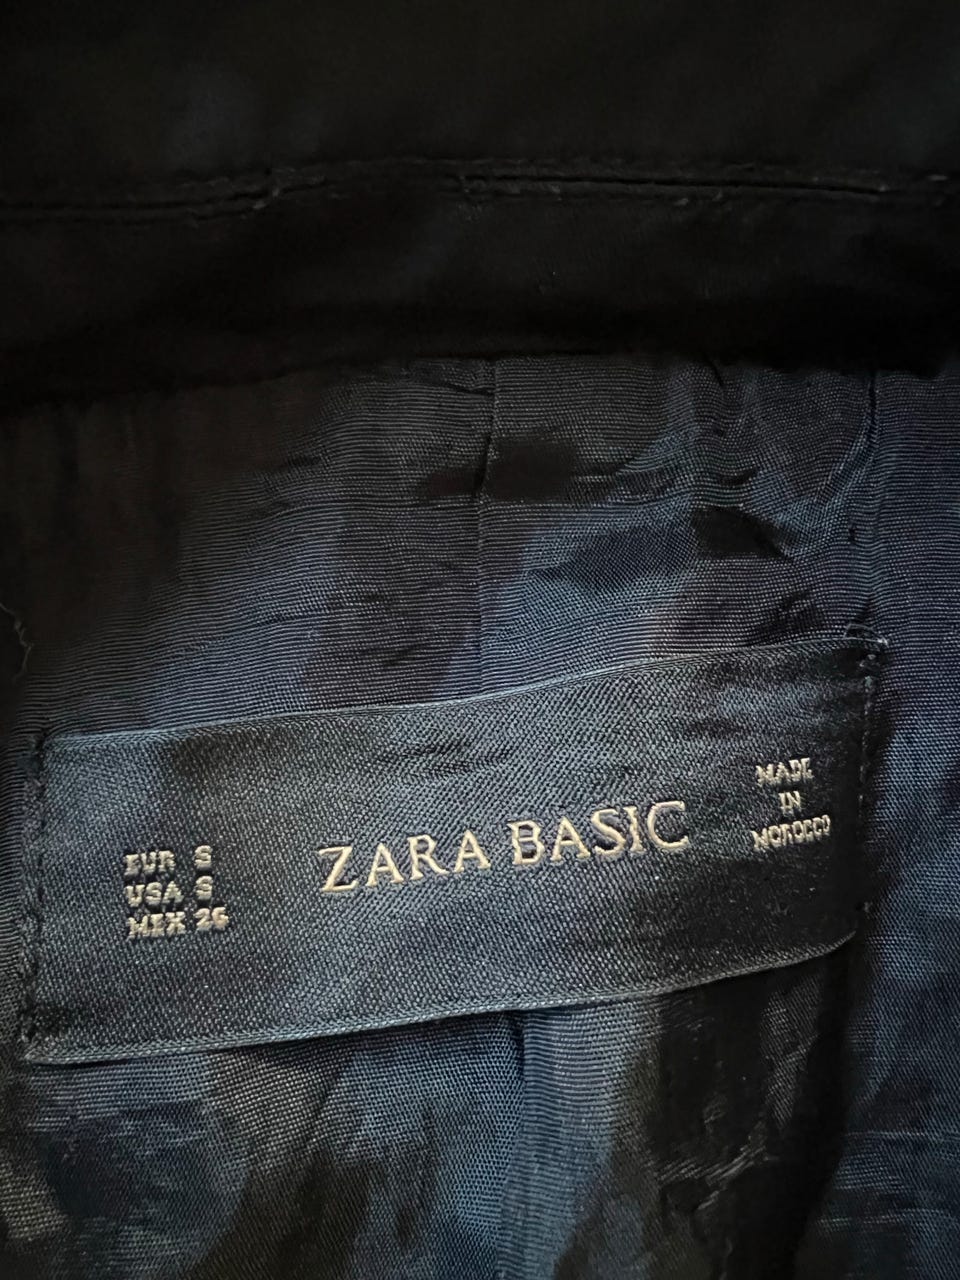 EUR S
USA S
MEX 26
ZARA BASIC
MADE
IN
MOROCCO